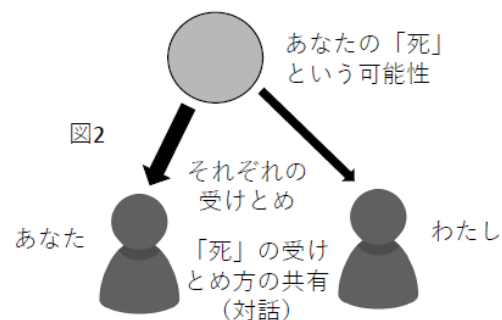 あなたの「死」
という可能性
図2
それぞれの
受けとめ
あなた
わたし
「死」の受け
とめ方の共有
（対話）